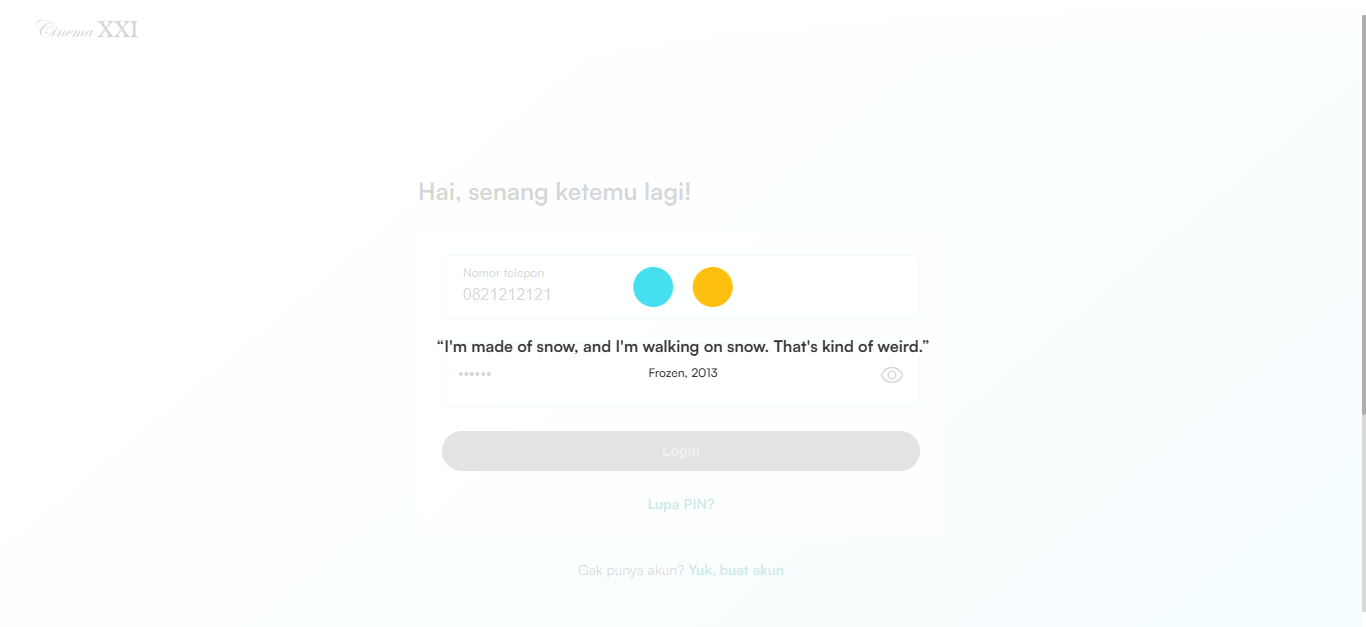 Cinema XXI
Hai, senang ketemu lagi!
Nomor telepon
0821212121
“I'm made of snow, and I'm walking on snow. That's kind of weird.”
••••••
Frozen, 2013
Login
Lupa PIN?
Gak punya akun? Yuk, buat akun